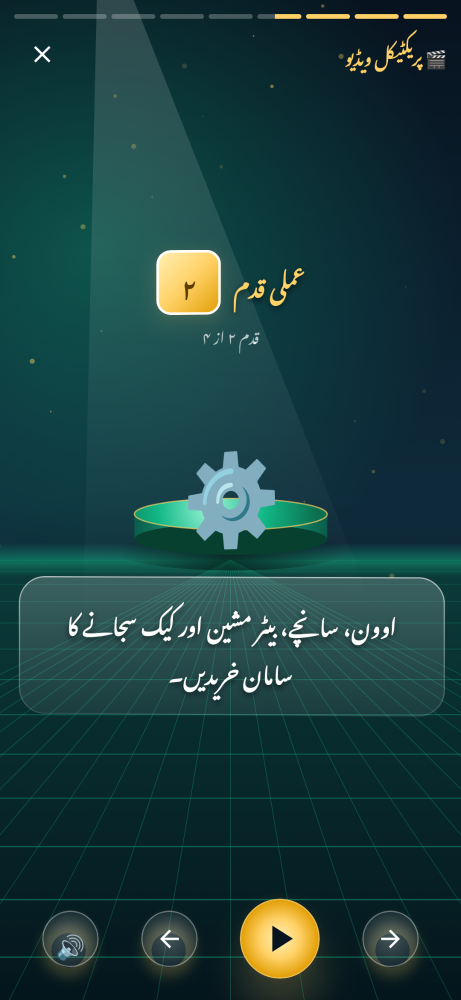 🎬 پریکٹیکل ویڈیو
عملی قدم ۲
قدم ۲ از ۴
اوون، سانچے، بیٹر مشین اور کیک سجانے کا
سامان خریدیں۔